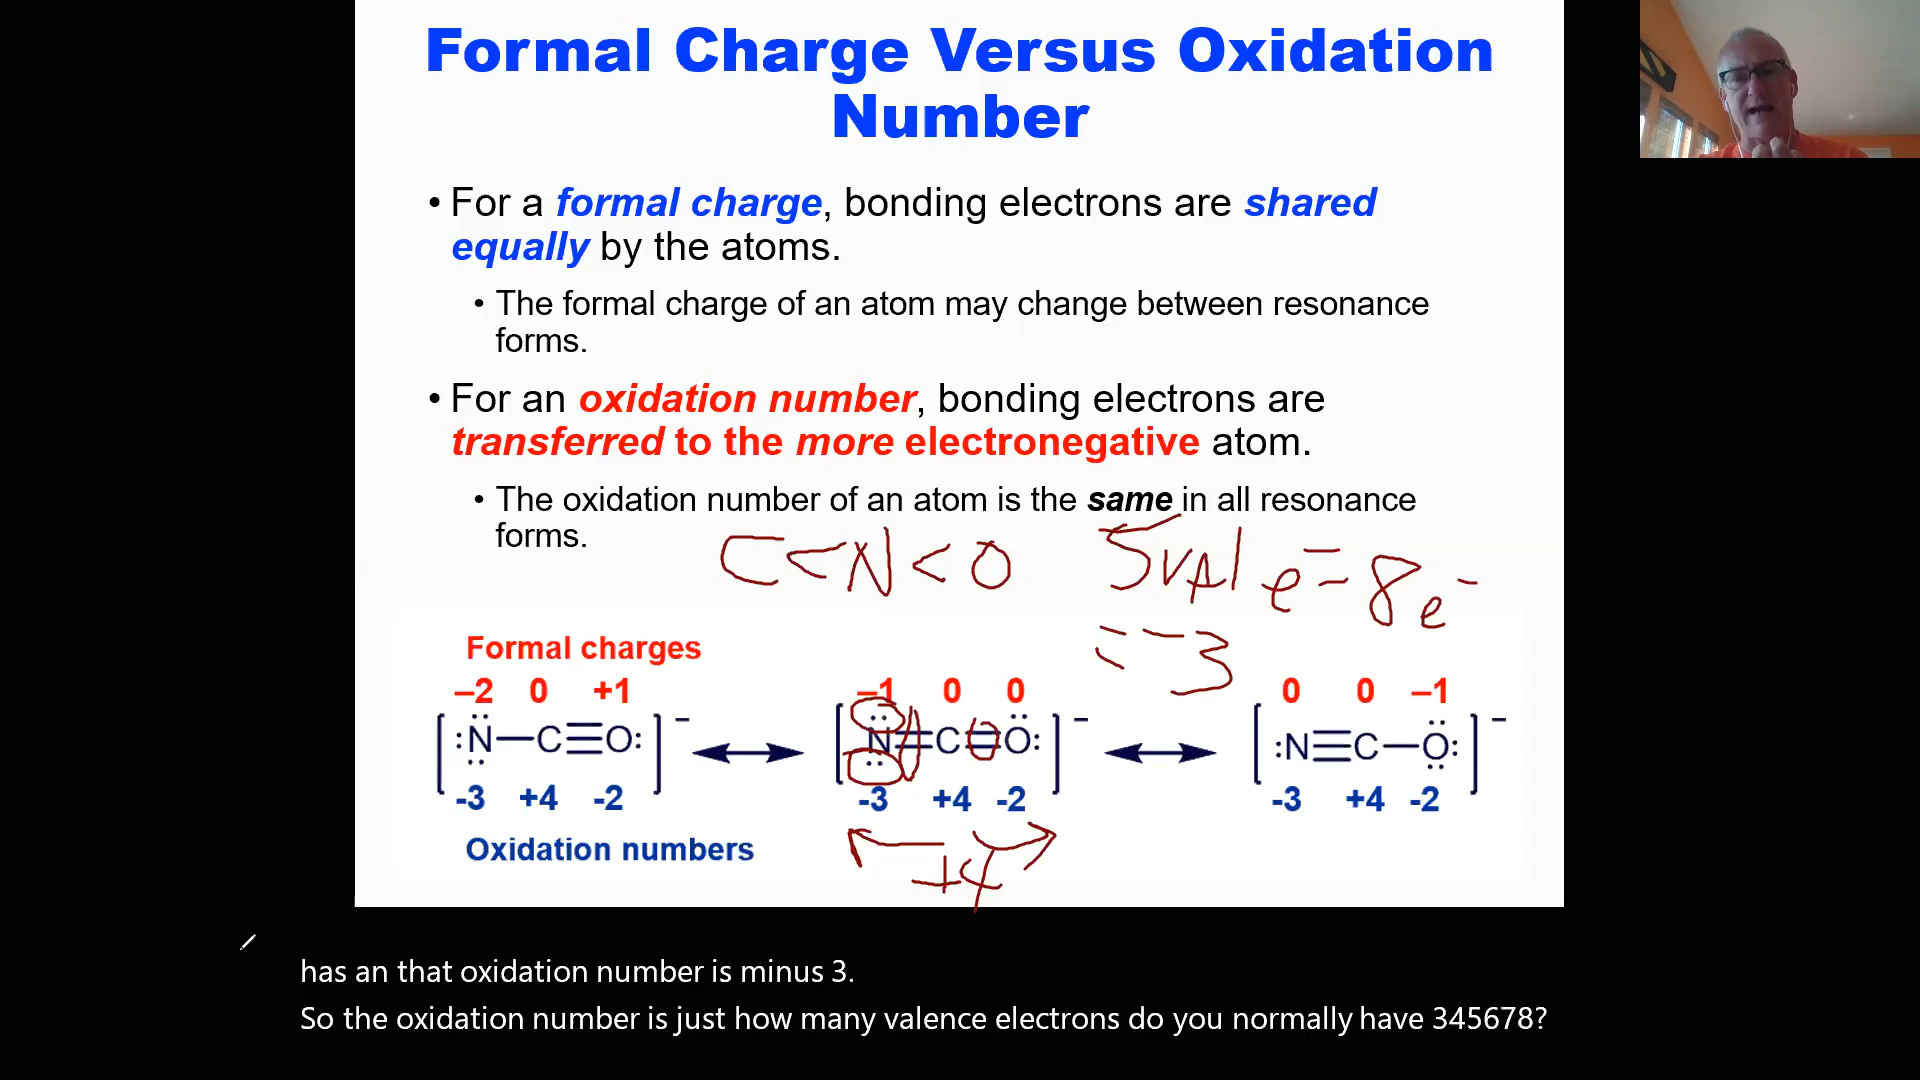 Formal Charge Versus Oxidation
Number
• For a formal charge, bonding electrons are shared
equally by the atoms.
• The formal charge of an atom may change between resonance
forms.
• For an oxidation number, bonding electrons are
transferred to the more electronegative atom.
• The oxidation number of an atom is the same in all resonance
forms.
C < N < O 5 val e⁻ = 8 e⁻
= -3
Formal charges
–2 0 +1 –1 0 0 0 0 –1
[:N̈—C≡O:]⁻ ↔ [N̈=C=Ö:]⁻ ↔ [:N≡C—Ö:]⁻
-3 +4 -2 -3 +4 -2 -3 +4 -2
Oxidation numbers
+4
has an that oxidation number is minus 3.
So the oxidation number is just how many valence electrons do you normally have 345678?